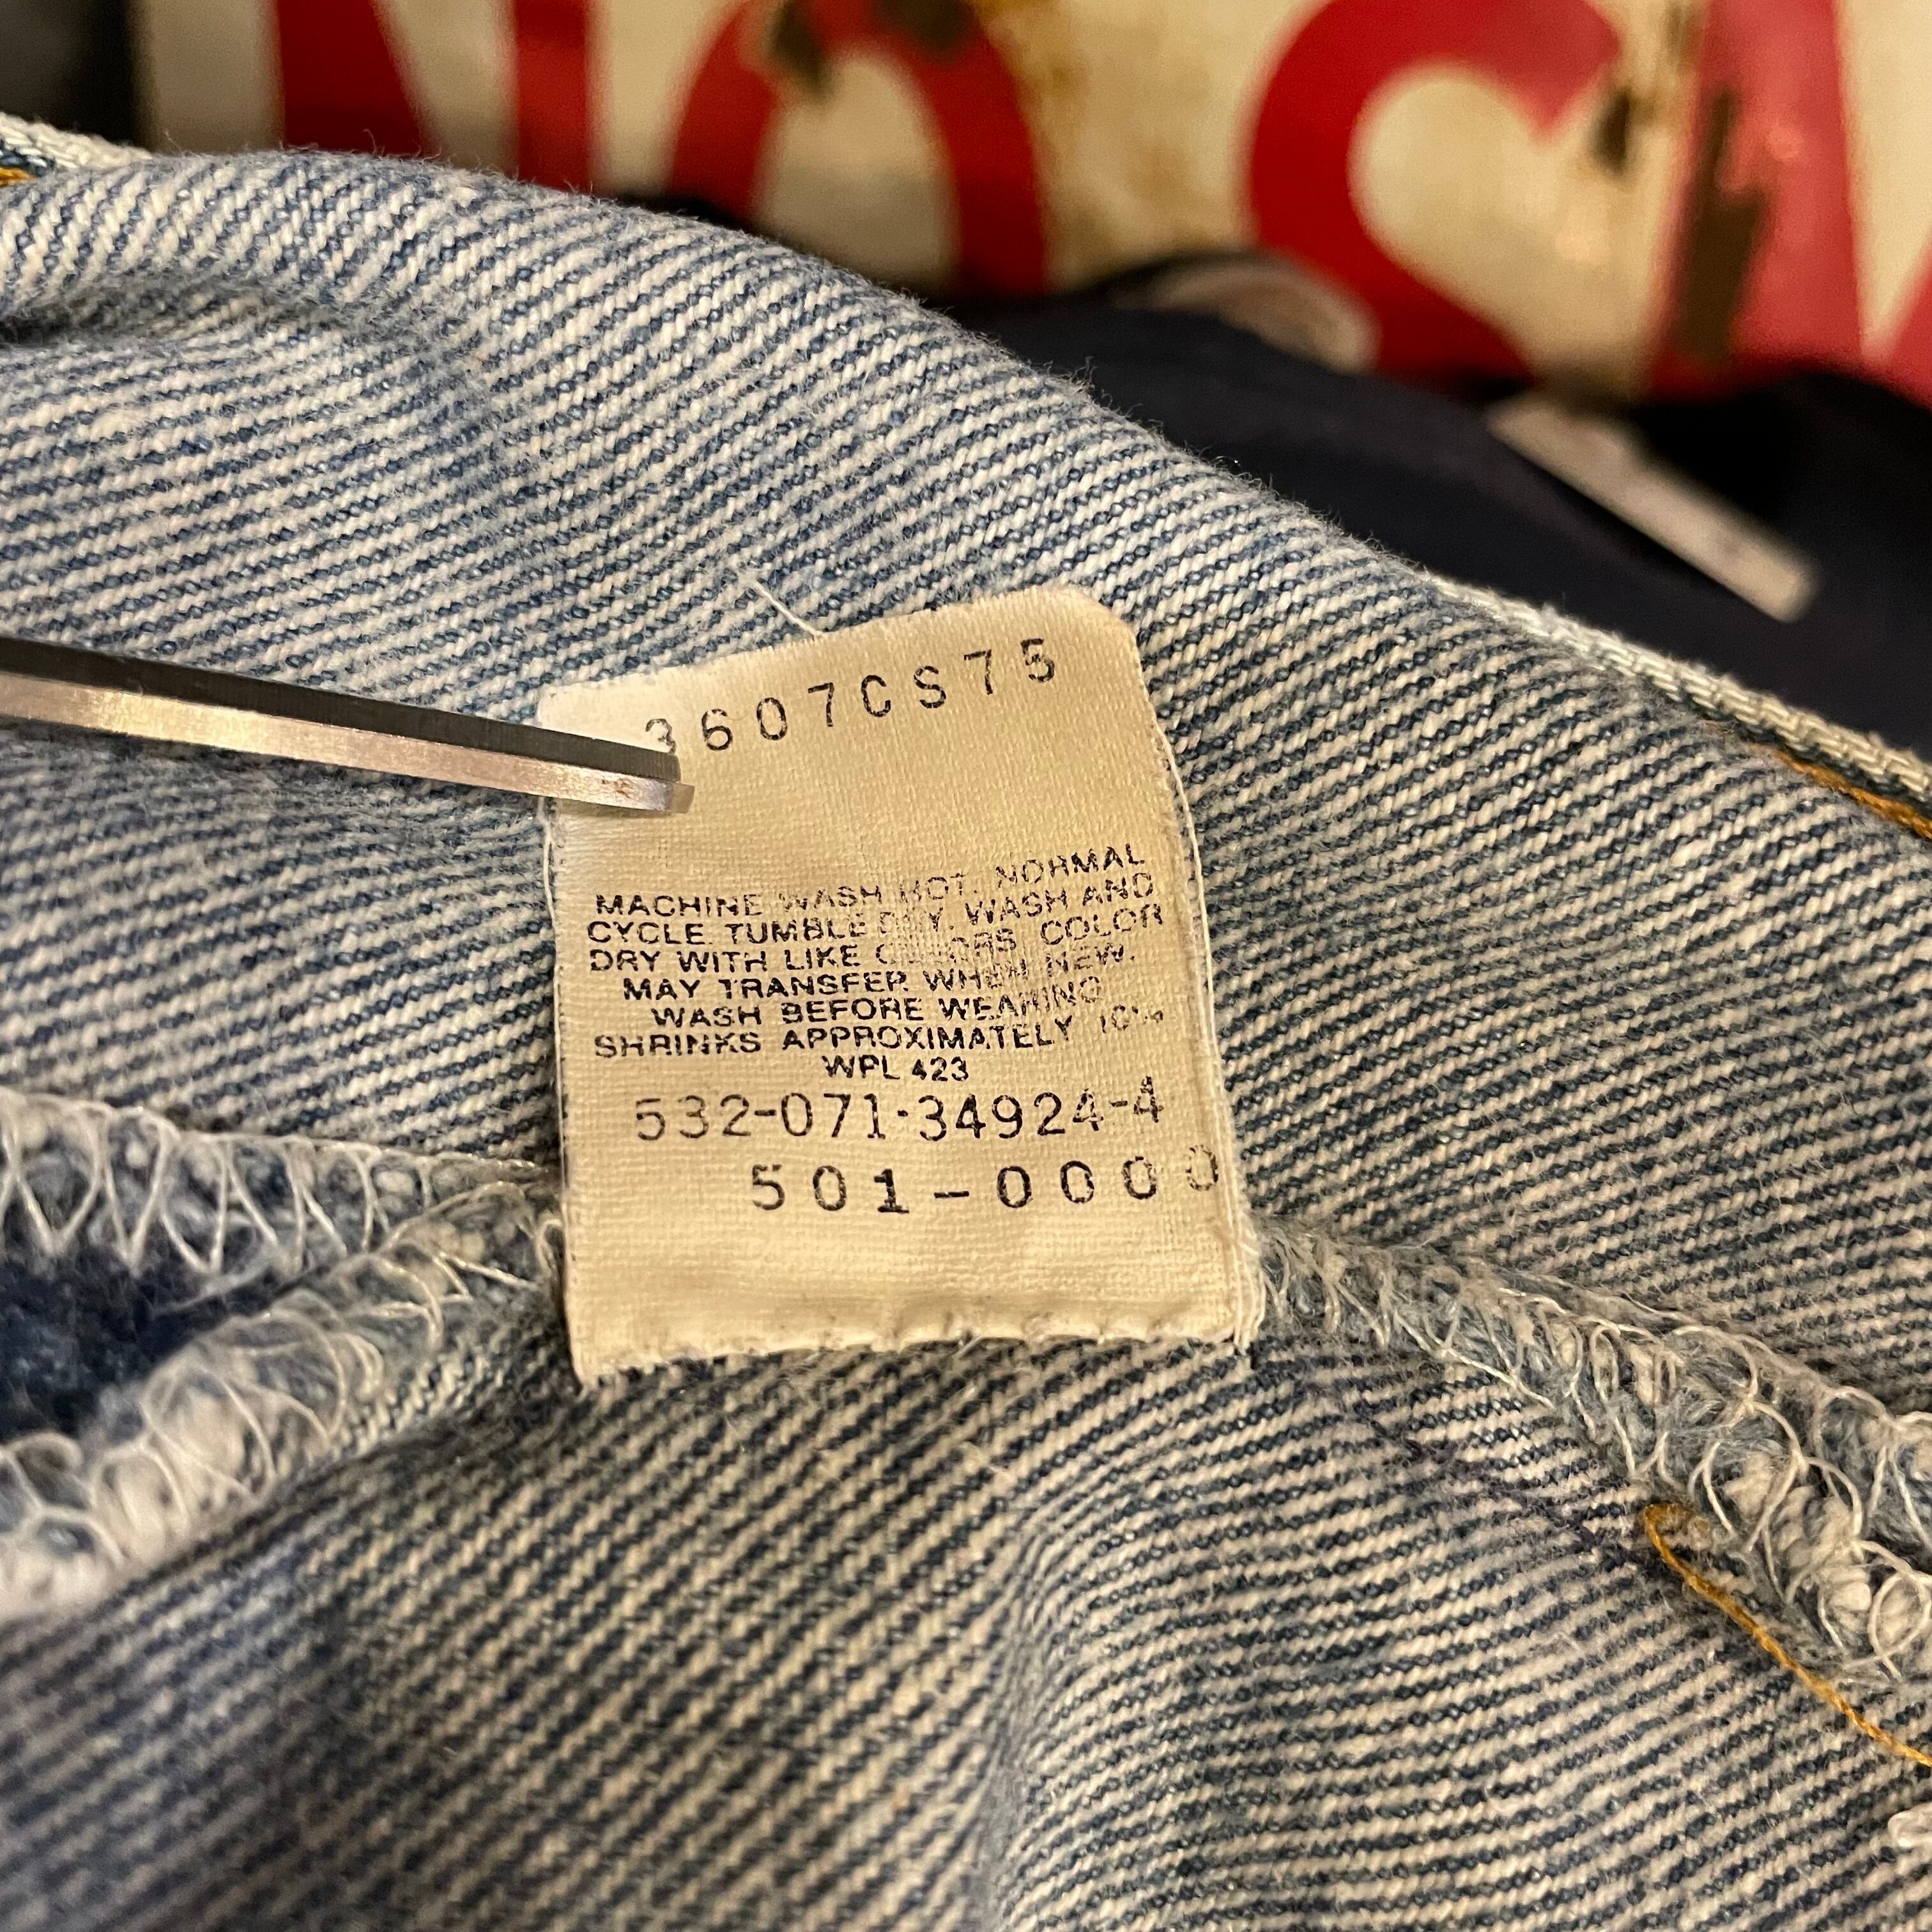 NO S
3607CS75
MACHINE WASH HOT. NORMAL
CYCLE. TUMBLE DRY. WASH AND
DRY WITH LIKE COLORS. COLOR
MAY TRANSFER WHEN NEW.
WASH BEFORE WEARING
SHRINKS APPROXIMATELY 10%
WPL 423
532-071-34924-4
501-0000